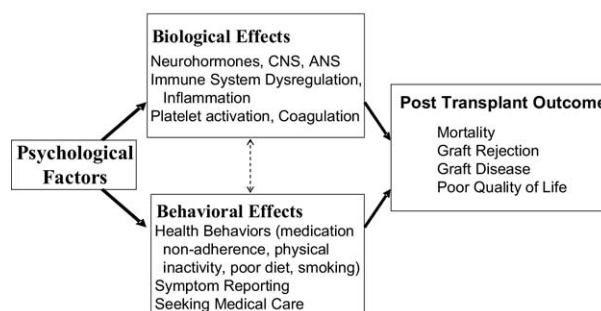 Biological Effects
Neurohormones, CNS, ANS
Immune System Dysregulation,
Inflammation
Platelet activation, Coagulation
Psychological
Factors
Behavioral Effects
Health Behaviors (medication
non-adherence, physical
inactivity, poor diet, smoking)
Symptom Reporting
Seeking Medical Care
Post Transplant Outcome
Mortality
Graft Rejection
Graft Disease
Poor Quality of Life